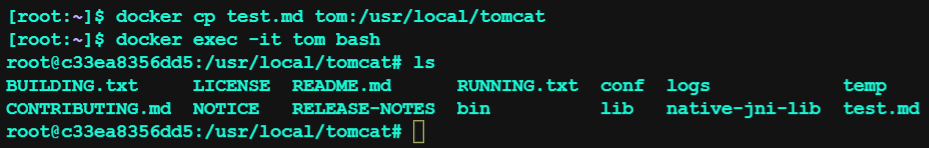 [root:~]$ docker cp test.md tom:/usr/local/tomcat
[root:~]$ docker exec -it tom bash
root@c33ea8356dd5:/usr/local/tomcat# ls
BUILDING.txt     LICENSE  README.md      RUNNING.txt  conf  logs            temp
CONTRIBUTING.md  NOTICE   RELEASE-NOTES  bin          lib   native-jni-lib  test.md
root@c33ea8356dd5:/usr/local/tomcat#